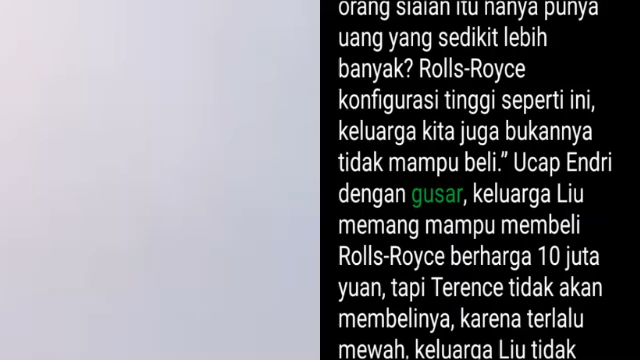 orang sialan itu hanya punya
uang yang sedikit lebih
banyak? Rolls-Royce
konfigurasi tinggi seperti ini,
keluarga kita juga bukannya
tidak mampu beli.” Ucap Endri
dengan gusar, keluarga Liu
memang mampu membeli
Rolls-Royce berharga 10 juta
yuan, tapi Terence tidak akan
membelinya, karena terlalu
mewah, keluarga Liu tidak